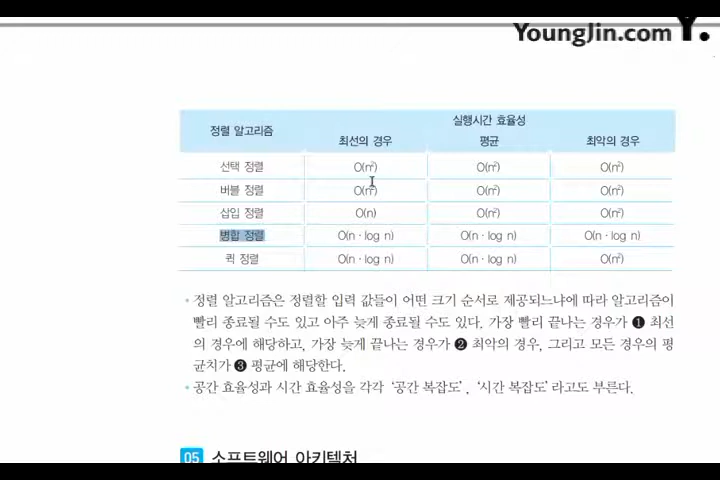 YoungJin.com Y.
정렬 알고리즘 실행시간 효율성
최선의 경우 평균 최악의 경우
선택 정렬 O(n²) O(n²) O(n²)
버블 정렬 O(n²) O(n²) O(n²)
삽입 정렬 O(n) O(n²) O(n²)
병합 정렬 O(n · log n) O(n · log n) O(n · log n)
퀵 정렬 O(n · log n) O(n · log n) O(n²)
• 정렬 알고리즘은 정렬할 입력 값들이 어떤 크기 순서로 제공되느냐에 따라 알고리즘이
빨리 종료될 수도 있고 아주 늦게 종료될 수도 있다. 가장 빨리 끝나는 경우가 ❶ 최선
의 경우에 해당하고, 가장 늦게 끝나는 경우가 ❷ 최악의 경우, 그리고 모든 경우의 평
균치가 ❸ 평균에 해당한다.
• 공간 효율성과 시간 효율성을 각각 ‘공간 복잡도’, ‘시간 복잡도’라고도 부른다.
05 소프트웨어 아키텍처